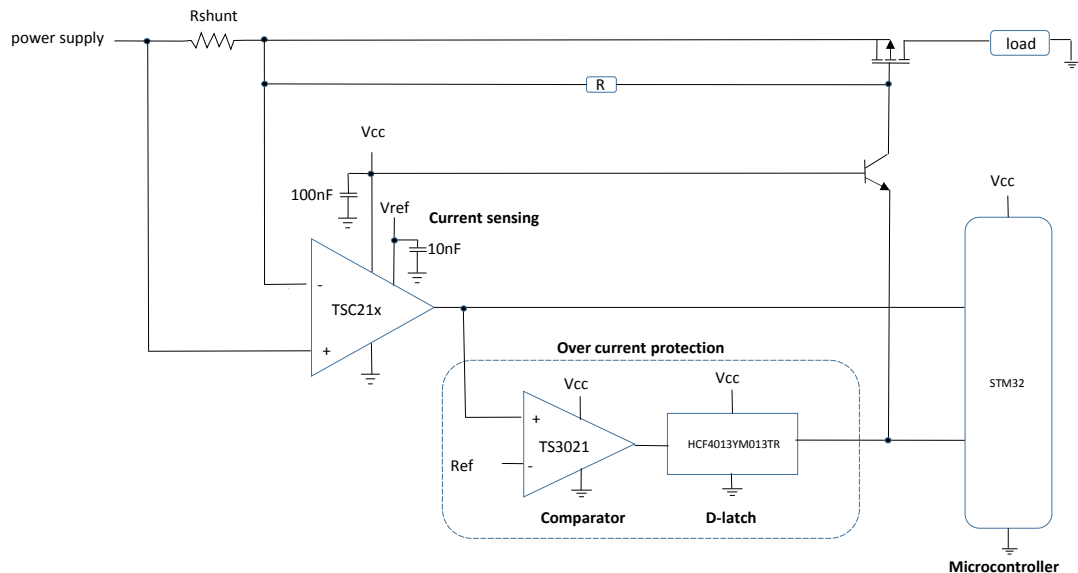 Rshunt
power supply
load
R
Vcc
100nF
Vcc
Vref
Current sensing
10nF
-
TSC21x
+
Over current protection
Vcc
Vcc
STM32
+
TS3021
HCF4013YM013TR
Ref
-
Comparator
D-latch
Microcontroller